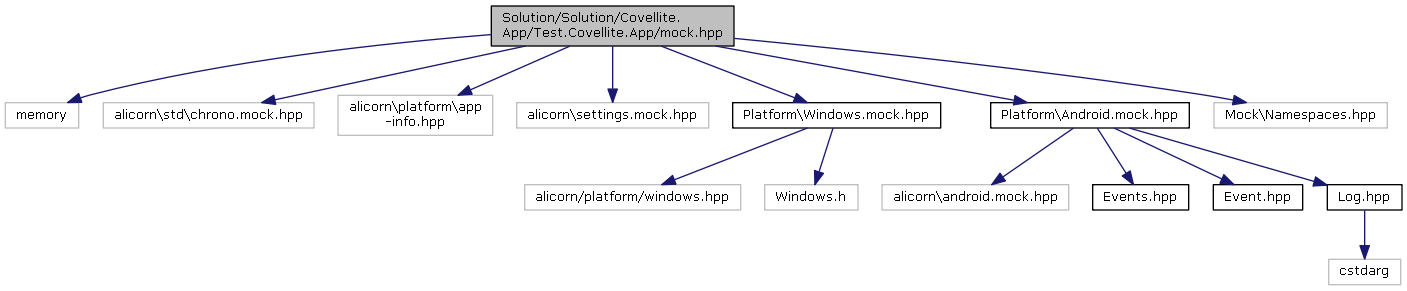 Solution/Solution/Covellite.
App/Test.Covellite.App/mock.hpp
memory
alicorn\std\chrono.mock.hpp
alicorn\platform\app
-info.hpp
alicorn\settings.mock.hpp
Platform\Windows.mock.hpp
Platform\Android.mock.hpp
Mock\Namespaces.hpp
alicorn/platform/windows.hpp
Windows.h
alicorn\android.mock.hpp
Events.hpp
Event.hpp
Log.hpp
cstdarg